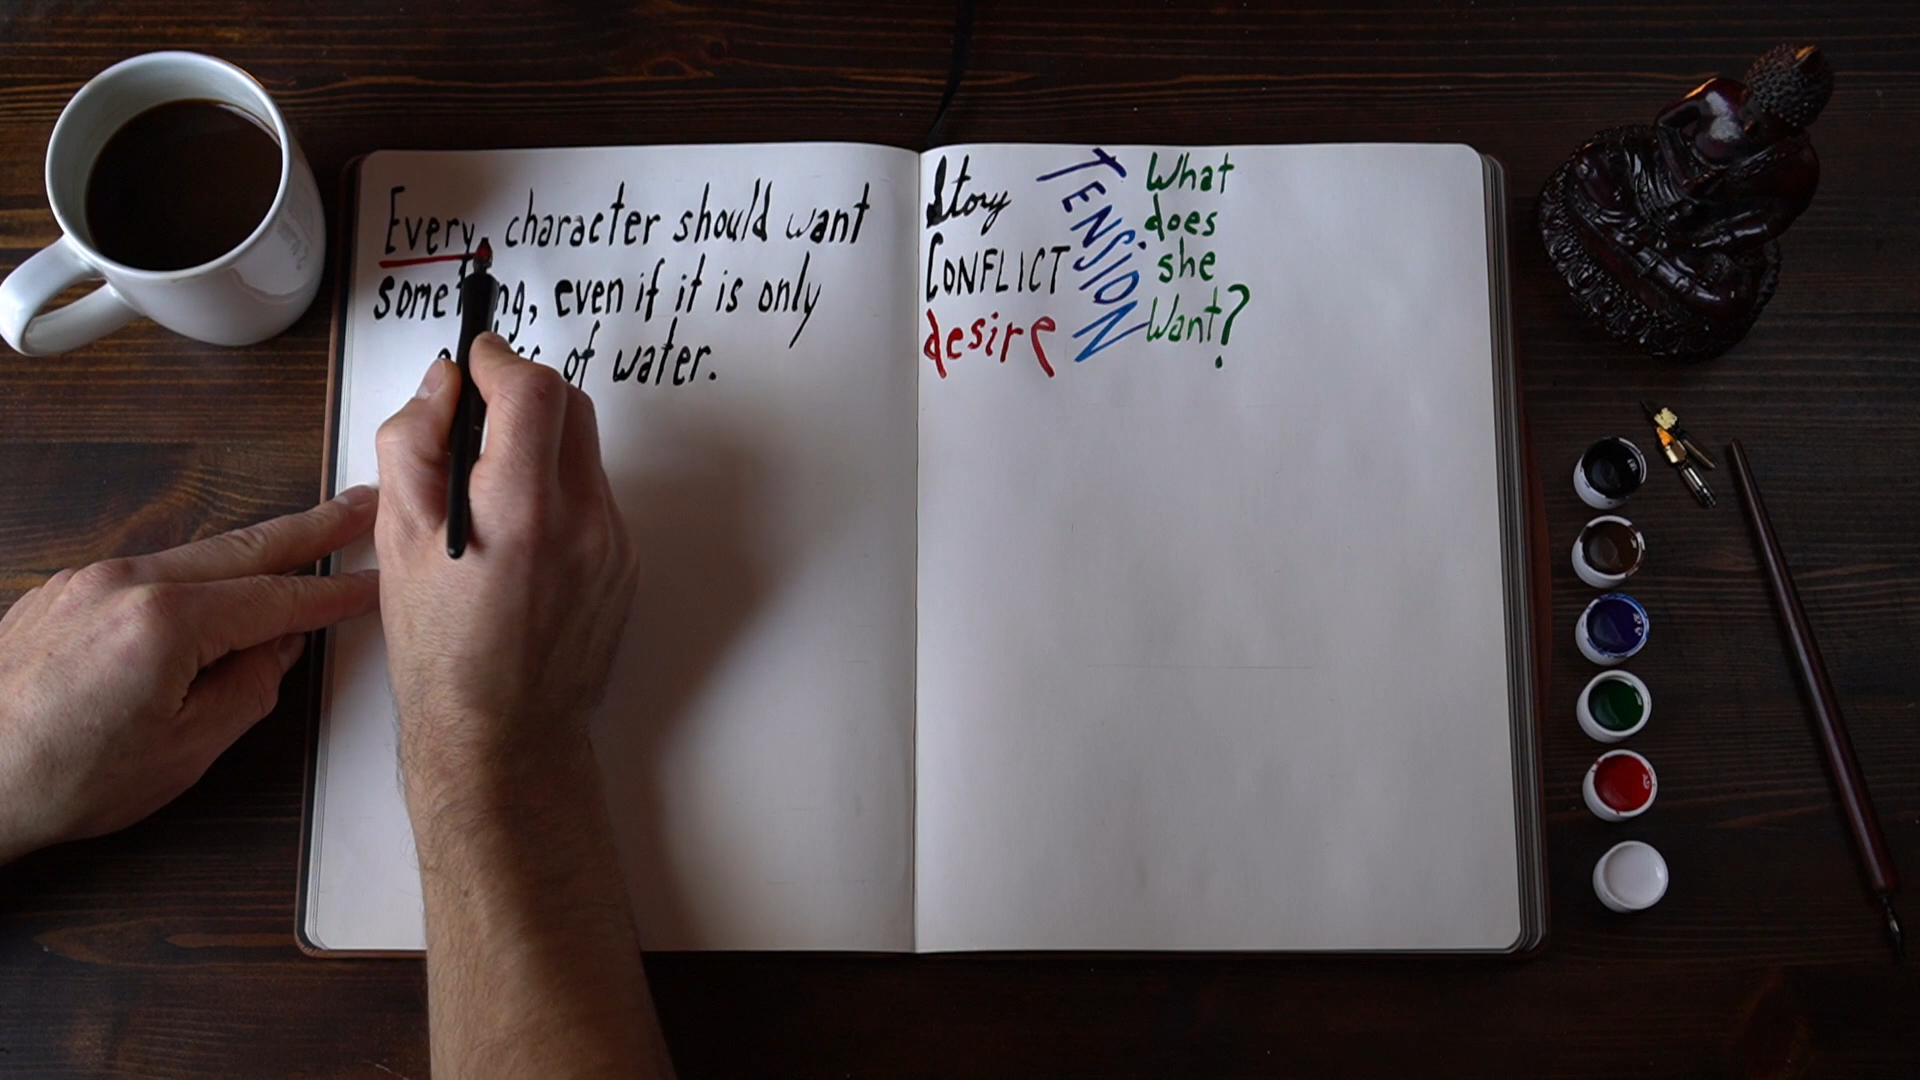 Every character should want
something, even if it is only
of water.
Story
CONFLICT
desire
TENSION
What
does
she
Want?